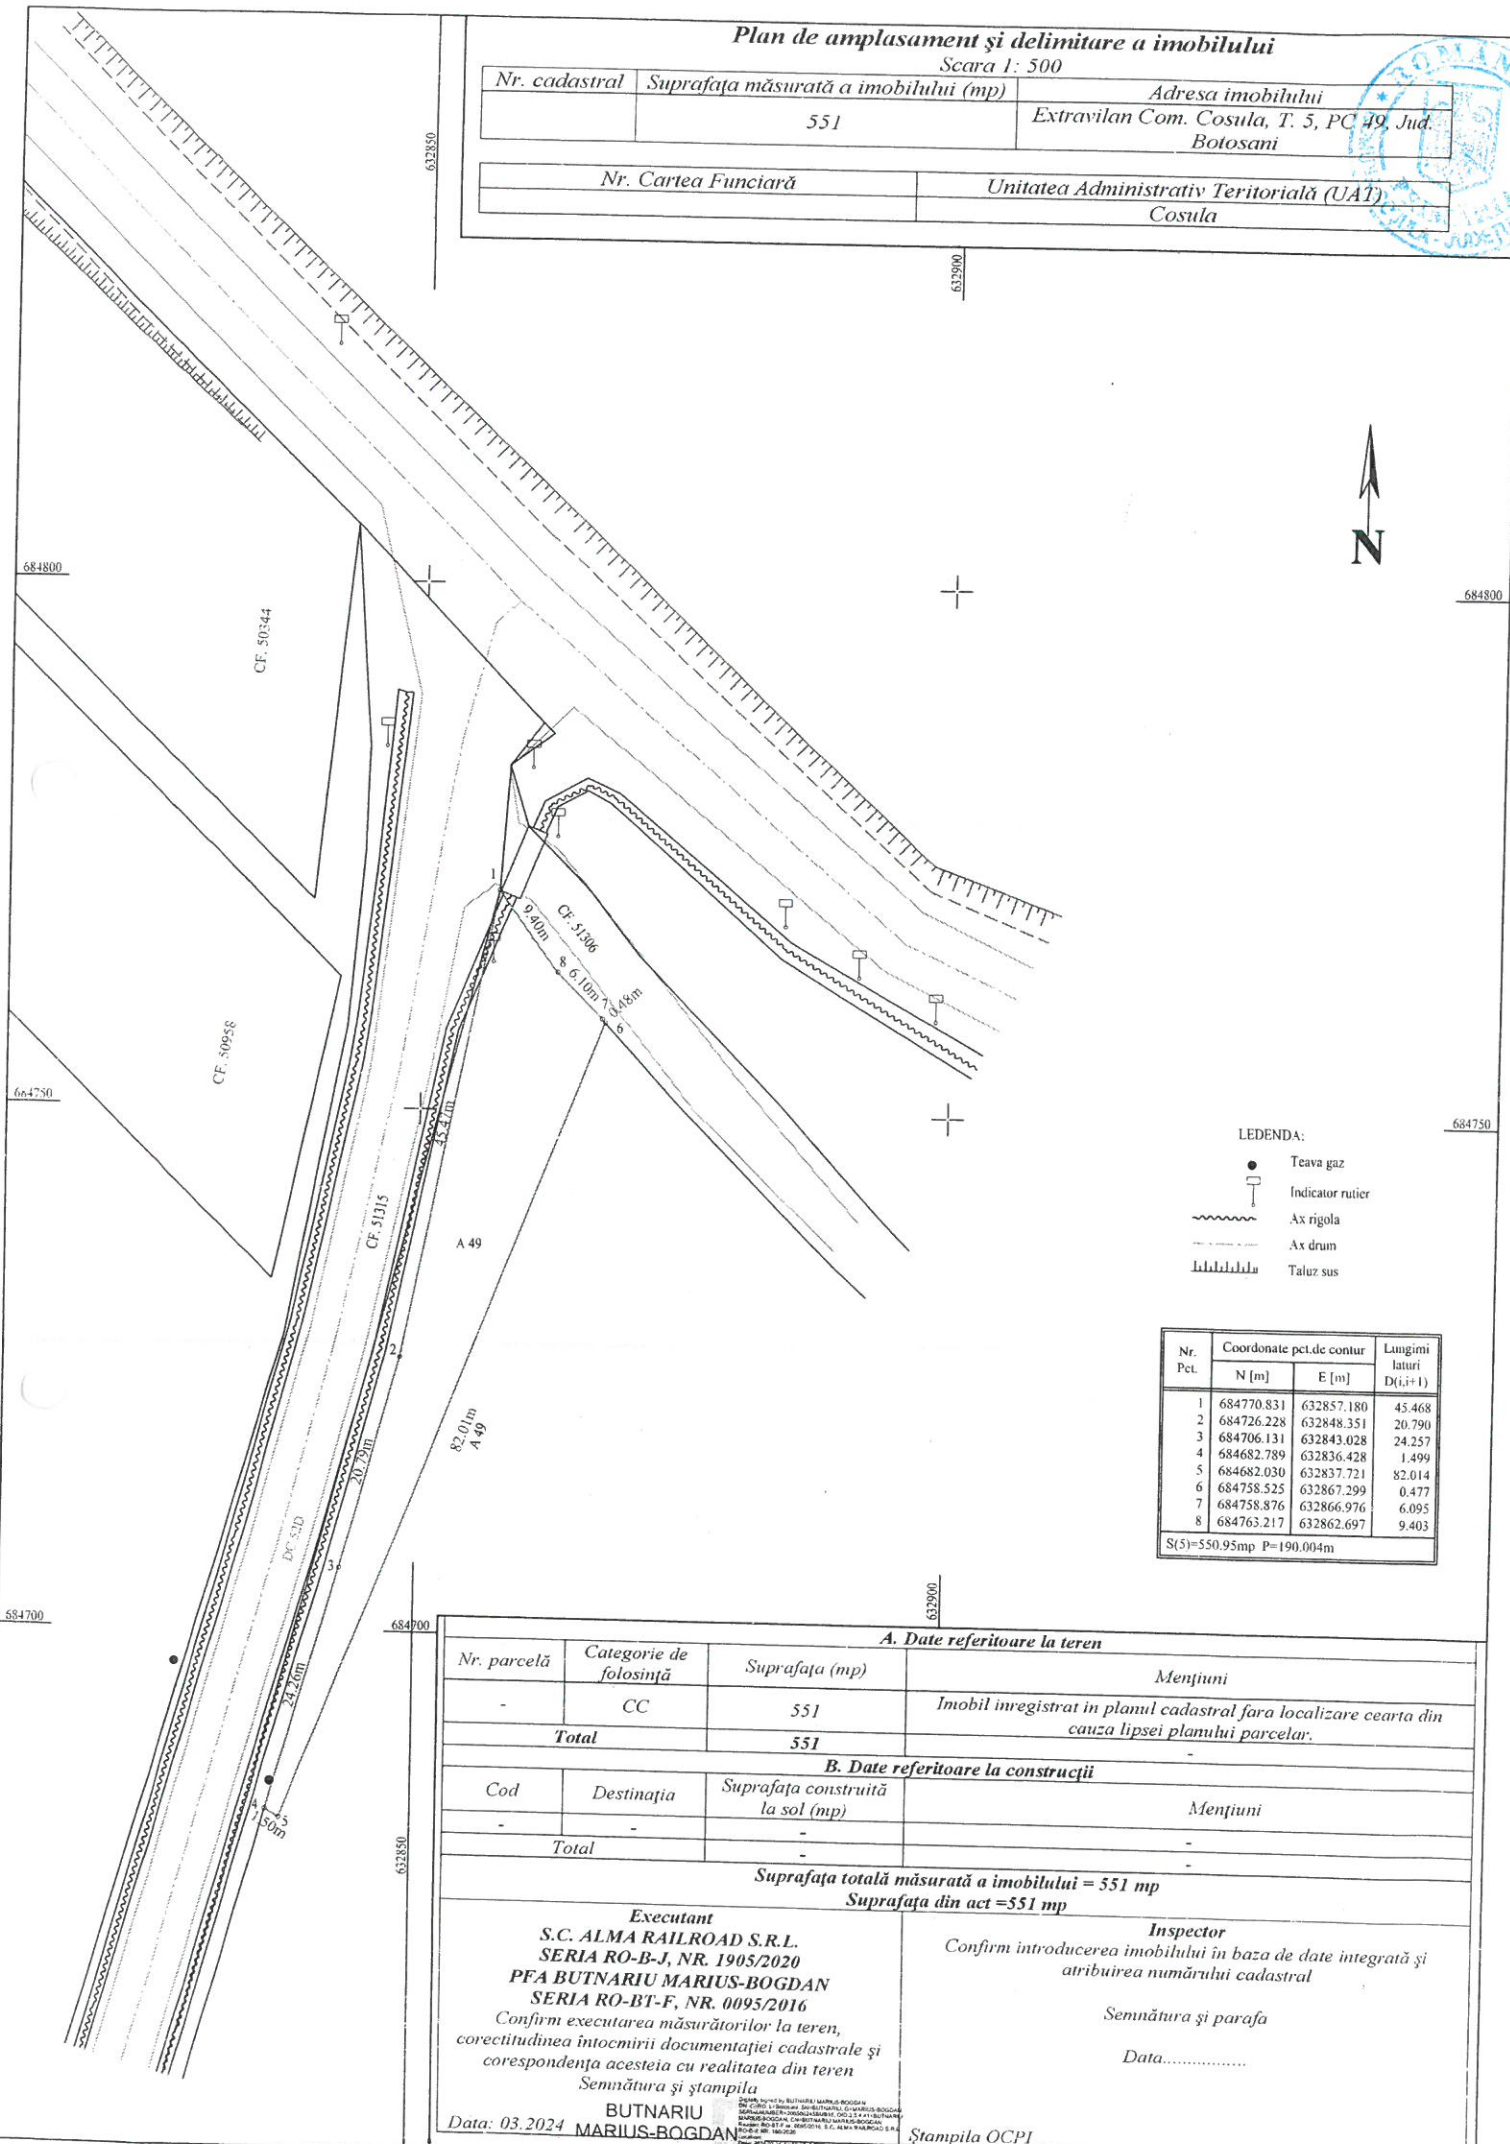 Plan de amplasament şi delimitare a imobilului
Scara 1: 500
Nr. cadastral Suprafaţa măsurată a imobilului (mp) Adresa imobilului
551 Extravilan Com. Cosula, T. 5, PC 49, Jud. Botosani
Nr. Cartea Funciară Unitatea Administrativ Teritorială (UAT)
Cosula
ROMAN
632850
632900
N
684800
684800
CF. 50344
1
9.40m
CF. 51306
8
6.10m
7
0.48m
6
CF. 50958
684750
684750
45.47m
CF. 51315
A 49
2
82.01m
A 49
20.79m
DC 52D
3
24.26m
4
5
1.50m
LEDENDA:
Teava gaz
Indicator rutier
Ax rigola
Ax drum
Taluz sus
Nr. Pct. Coordonate pct.de contur Lungimi laturi D(i,i+1)
N [m] E [m]
1 684770.831 632857.180 45.468
2 684726.228 632848.351 20.790
3 684706.131 632843.028 24.257
4 684682.789 632836.428 1.499
5 684682.030 632837.721 82.014
6 684758.525 632867.299 0.477
7 684758.876 632866.976 6.095
8 684763.217 632862.697 9.403
S(5)=550.95mp P=190.004m
684700
684700
632900
632850
A. Date referitoare la teren
Nr. parcelă Categorie de folosinţă Suprafaţa (mp) Menţiuni
- CC 551 Imobil inregistrat in planul cadastral fara localizare cearta din cauza lipsei planului parcelar.
Total 551 -
B. Date referitoare la construcţii
Cod Destinaţia Suprafaţa construită la sol (mp) Menţiuni
- - - -
Total - -
Suprafaţa totală măsurată a imobilului = 551 mp
Suprafaţa din act =551 mp
Executant
S.C. ALMA RAILROAD S.R.L.
SERIA RO-B-J, NR. 1905/2020
PFA BUTNARIU MARIUS-BOGDAN
SERIA RO-BT-F, NR. 0095/2016
Confirm executarea măsurătorilor la teren,
corectitudinea întocmirii documentaţiei cadastrale şi
corespondenţa acesteia cu realitatea din teren
Semnătura şi ştampila
Data: 03.2024
BUTNARIU
MARIUS-BOGDAN
Inspector
Confirm introducerea imobilului în baza de date integrată şi
atribuirea numărului cadastral
Semnătura şi parafa
Data.................
Ştampila OCPI